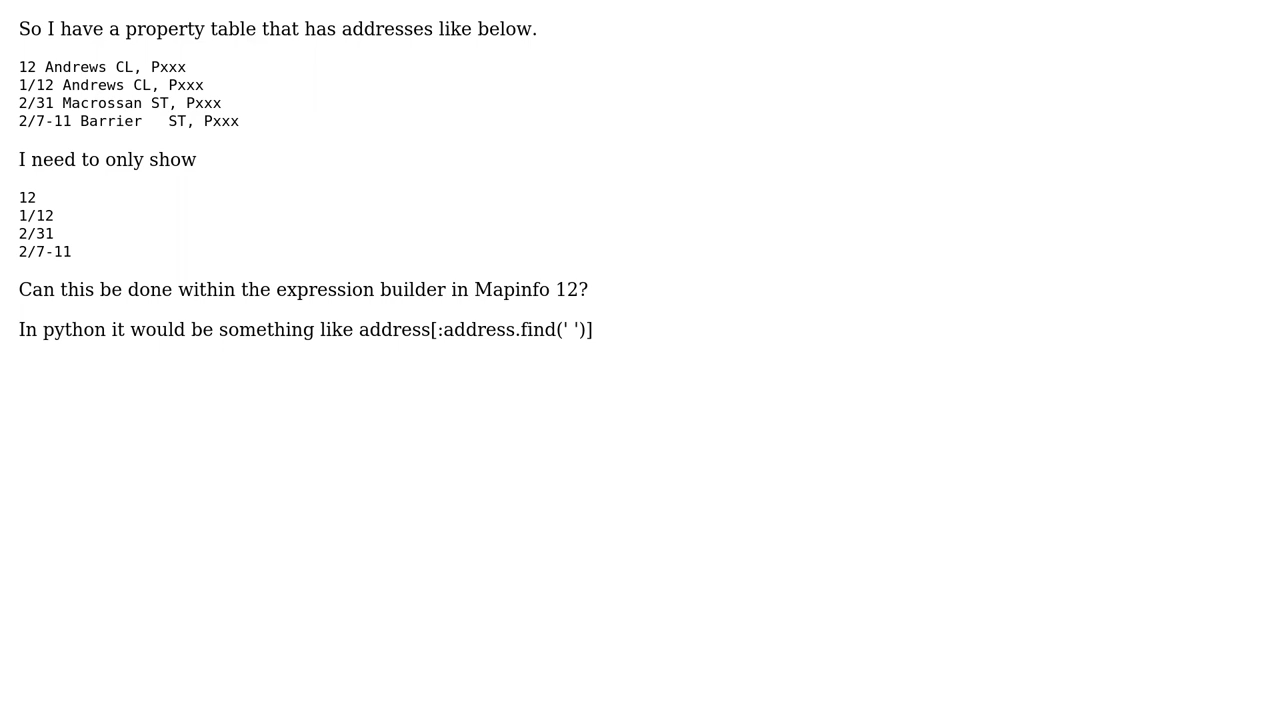 So I have a property table that has addresses like below.
12 Andrews CL, Pxxx
1/12 Andrews CL, Pxxx
2/31 Macrossan ST, Pxxx
2/7-11 Barrier   ST, Pxxx
I need to only show
12
1/12
2/31
2/7-11
Can this be done within the expression builder in Mapinfo 12?
In python it would be something like address[:address.find(' ')]